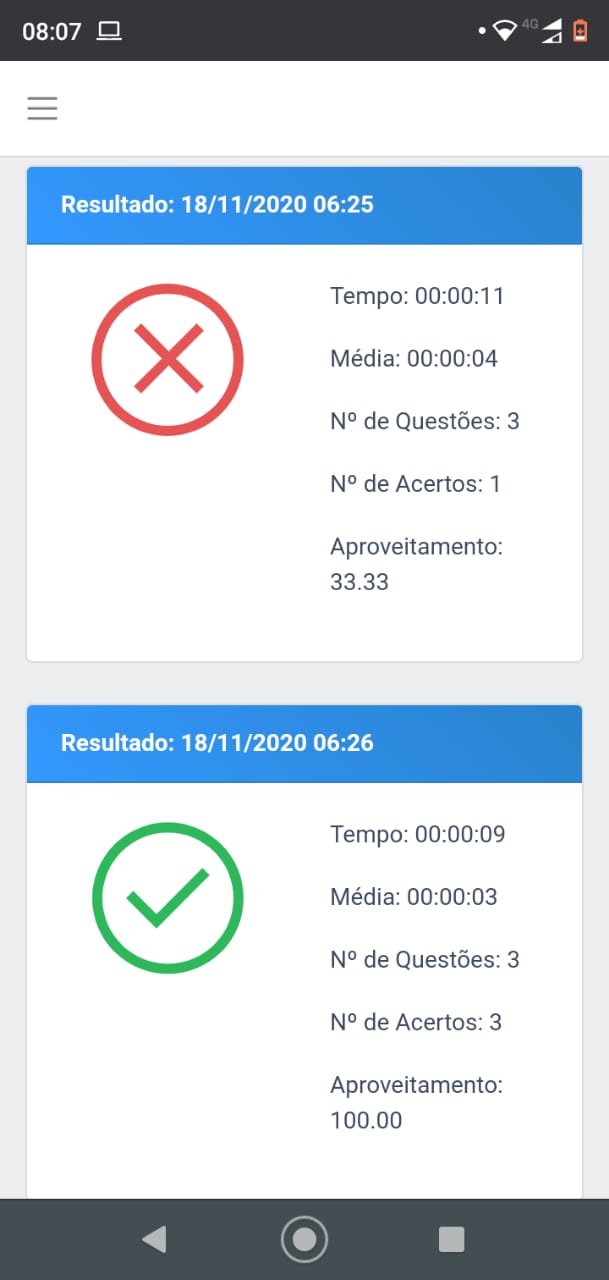 08:07
4G
Resultado: 18/11/2020 06:25
Tempo: 00:00:11
Média: 00:00:04
Nº de Questões: 3
Nº de Acertos: 1
Aproveitamento:
33.33
Resultado: 18/11/2020 06:26
Tempo: 00:00:09
Média: 00:00:03
Nº de Questões: 3
Nº de Acertos: 3
Aproveitamento:
100.00